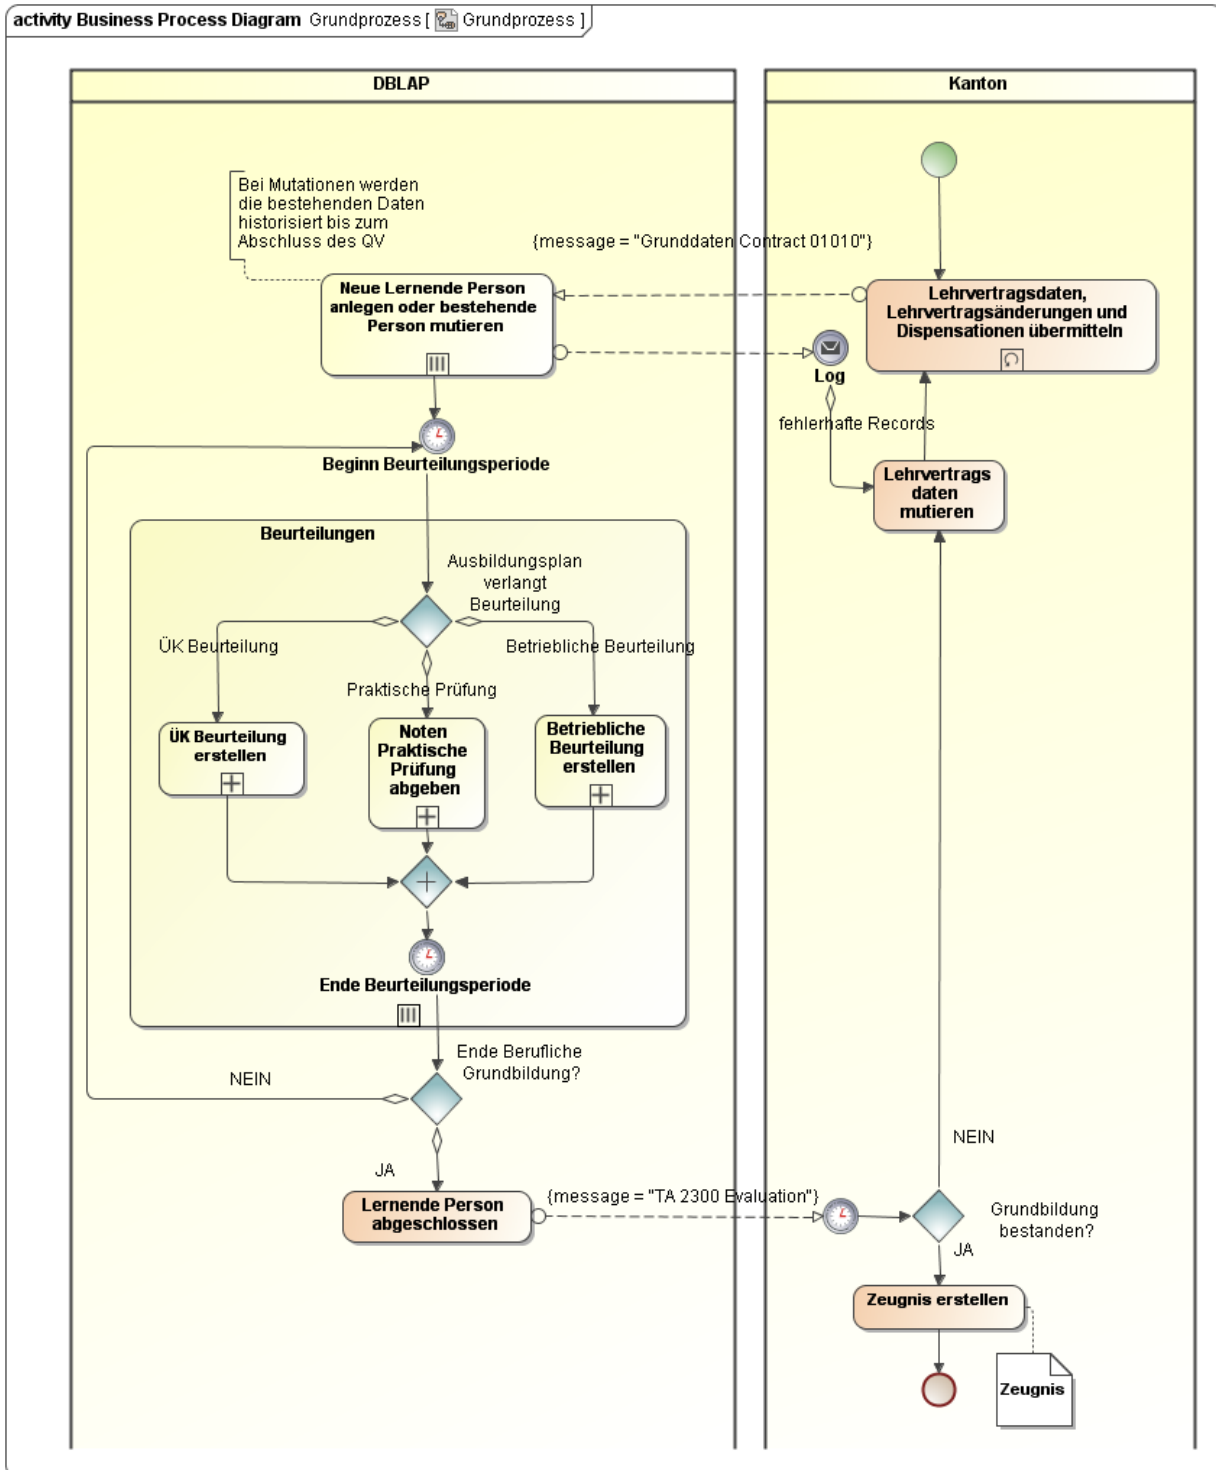 activity Business Process Diagram Grundprozess [ Grundprozess ]
DBLAP
Kanton
Bei Mutationen werden
die bestehenden Daten
historisiert bis zum
Abschluss des QV
{message = "Grunddaten Contract 01010"}
Neue Lernende Person
anlegen oder bestehende
Person mutieren
Lehrvertragsdaten,
Lehrvertragsänderungen und
Dispensationen übermitteln
Log
fehlerhafte Records
Beginn Beurteilungsperiode
Lehrvertrags
daten
mutieren
Beurteilungen
Ausbildungsplan
verlangt
Beurteilung
ÜK Beurteilung
Betriebliche Beurteilung
Praktische Prüfung
ÜK Beurteilung
erstellen
Noten
Praktische
Prüfung
abgeben
Betriebliche
Beurteilung
erstellen
Ende Beurteilungsperiode
Ende Berufliche
Grundbildung?
NEIN
JA
NEIN
Lernende Person
abgeschlossen
{message = "TA 2300 Evaluation"}
Grundbildung
bestanden?
JA
Zeugnis erstellen
Zeugnis